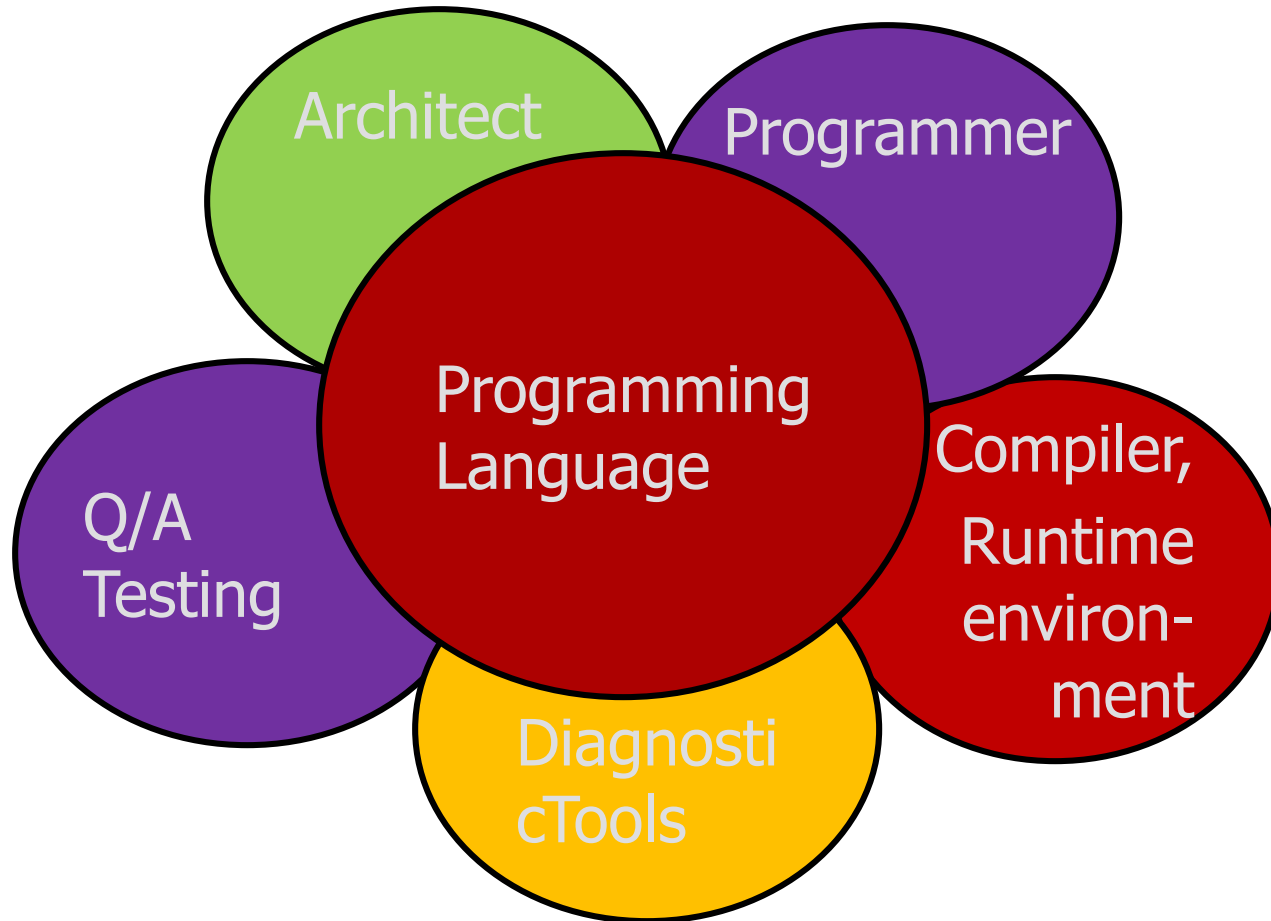 Architect
Programmer
Programming
Language
Compiler,
Runtime
environ-
ment
Q/A
Testing
Diagnosti
cTools